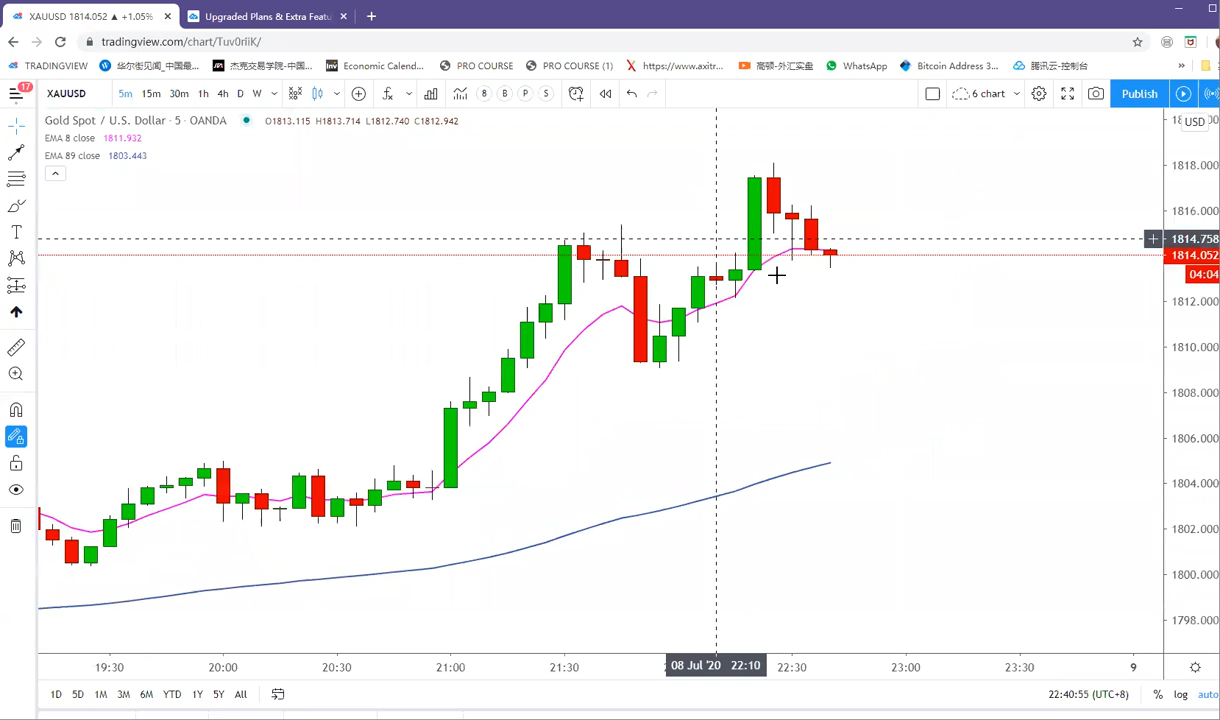 XAUUSD 1814.052 ▲ +1.05%
Upgraded Plans & Extra Featu
tradingview.com/chart/Tuv0riiK/
TRADINGVIEW
华尔街见闻_中国最...
杰克交易学院-中国...
Economic Calend...
PRO COURSE
PRO COURSE (1)
https://www.axitr...
高顿-外汇实盘
WhatsApp
Bitcoin Address 3...
腾讯云-控制台
»
17
XAUUSD
5m 15m 30m 1h 4h D W
8 B P S
6 chart
Publish
Gold Spot / U.S. Dollar · 5 · OANDA
O1813.115 H1813.714 L1812.740 C1812.942
EMA 8 close 1811.932
EMA 89 close 1803.443
USD
1818.000
1816.000
1814.758
1814.052
04:04
1812.000
1810.000
1808.000
1806.000
1804.000
1802.000
1800.000
1798.000
19:30 20:00 20:30 21:00 21:30 08 Jul '20 22:10 22:30 23:00 23:30 9
1D 5D 1M 3M 6M YTD 1Y 5Y All
22:40:55 (UTC+8) % log auto